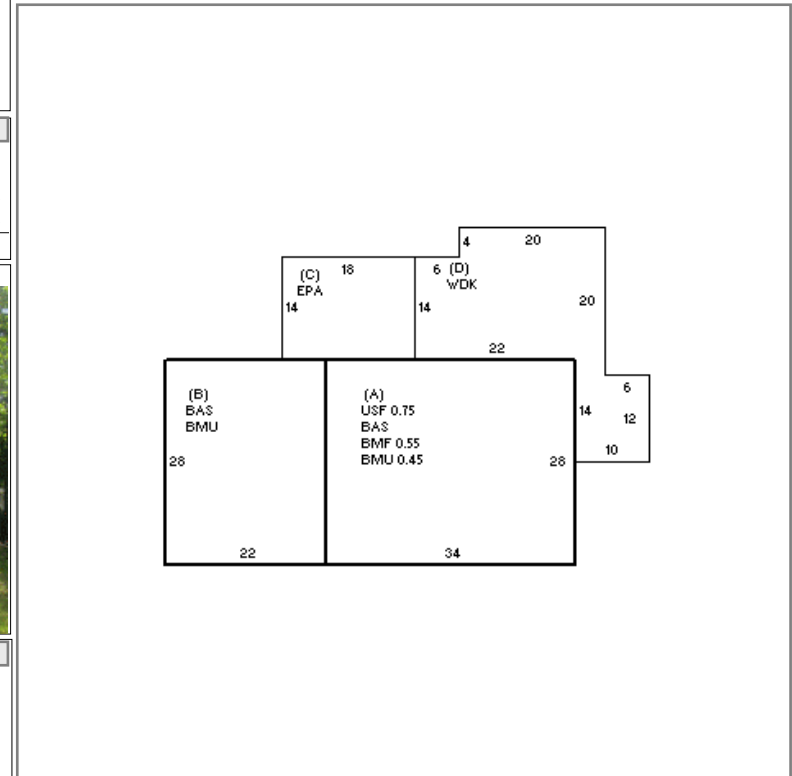 4
20
(C)
18
6
(D)
EPA
WDK
14
14
20
22
6
(B)
(A)
BAS
USF 0.75
14
12
BMU
BAS
BMF 0.55
10
28
BMU 0.45
28
22
34